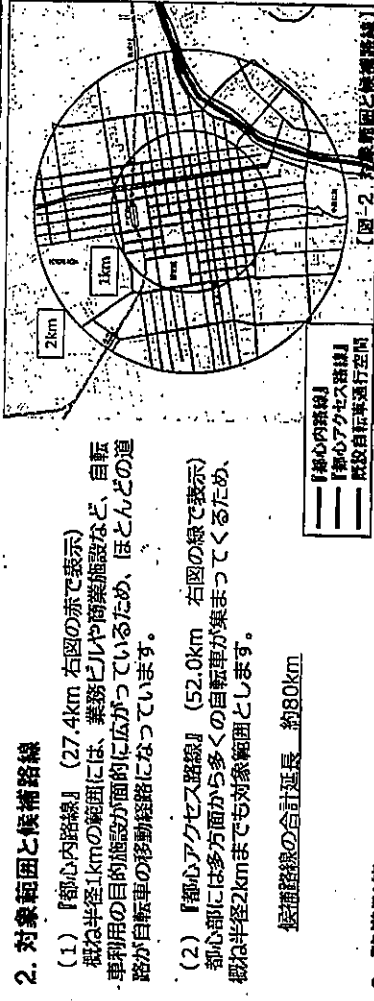 2. 対象範囲と候補路線
(1)『都心内路線』(27.4km 右図の赤で表示)
概ね半径1kmの範囲には、業務ビルや商業施設など、自転
車利用の目的施設が面的に広がっているため、ほとんどの道
路が自転車の移動経路になっています。
(2)『都心アクセス路線』(52.0km 右図の緑で表示)
都心部には多方面から多くの自転車が集まってくるため、
概ね半径2kmまでも対象範囲とします。
候補路線の合計延長 約80km
2km
1km
『都心内路線』
『都心アクセス路線』
既設自転車通行空間
[図-2 対象範囲と候補路線]